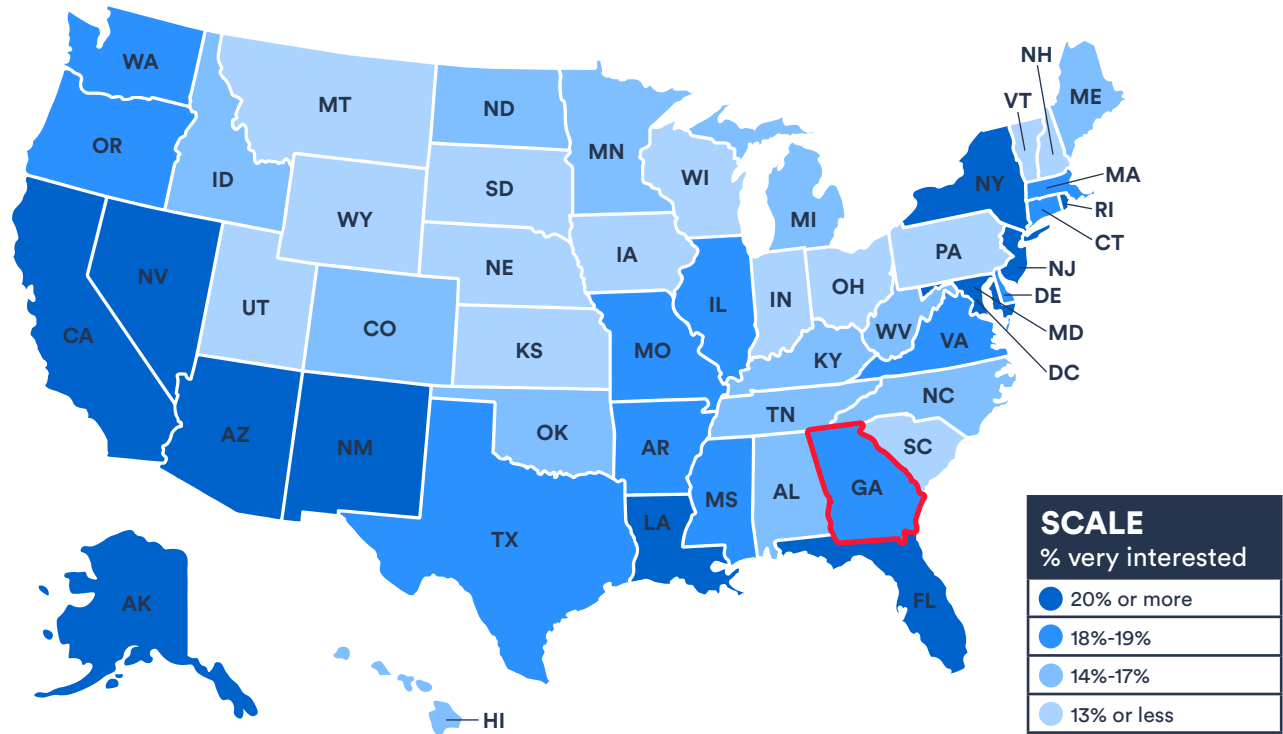 NH
WA
ME
VT
MT
ND
OR
MN
MA
WI
ID
SD
NY
RI
WY
MI
CT
IA
PA
NE
NJ
NV
OH
DE
UT
IN
IL
CO
WV
MD
CA
VA
KS
MO
KY
DC
NC
TN
OK
AZ
NM
AR
SC
GA
MS
AL
LA
TX
SCALE
% very interested
20% or more
AK
FL
18%-19%
14%-17%
13% or less
HI